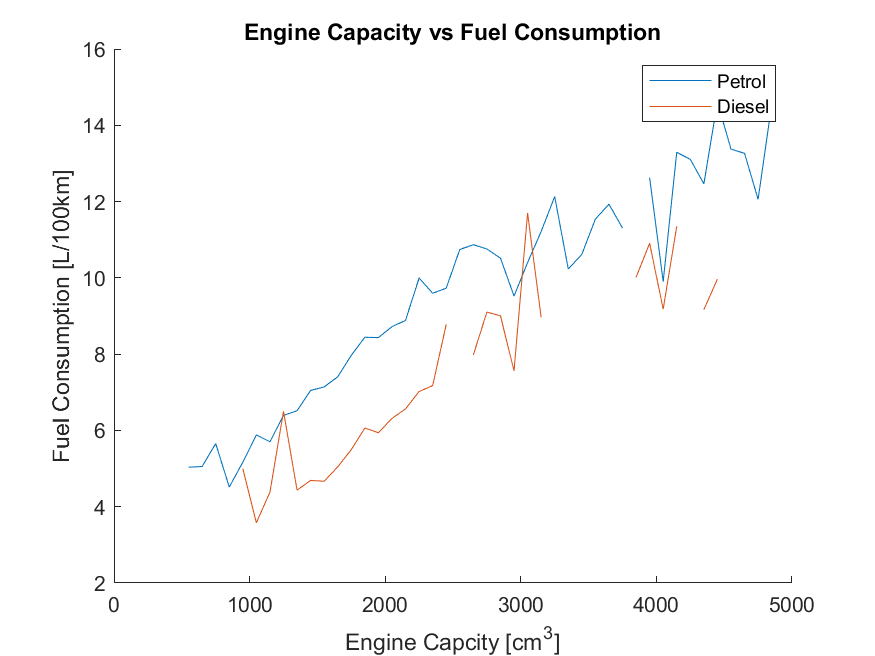 Engine Capacity vs Fuel Consumption
Petrol
Diesel
Fuel Consumption [L/100km]
16
14
12
10
8
6
4
2
0 1000 2000 3000 4000 5000
Engine Capcity [cm³]